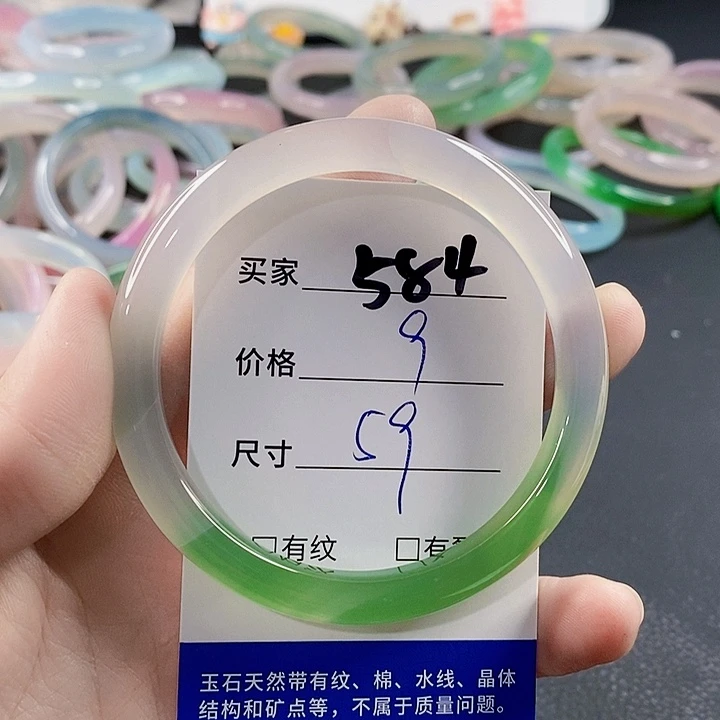 买家 584
价格 9
尺寸 59
□有纹 □有
玉石天然带有纹、棉、水线、晶体
结构和矿点等，不属于质量问题。